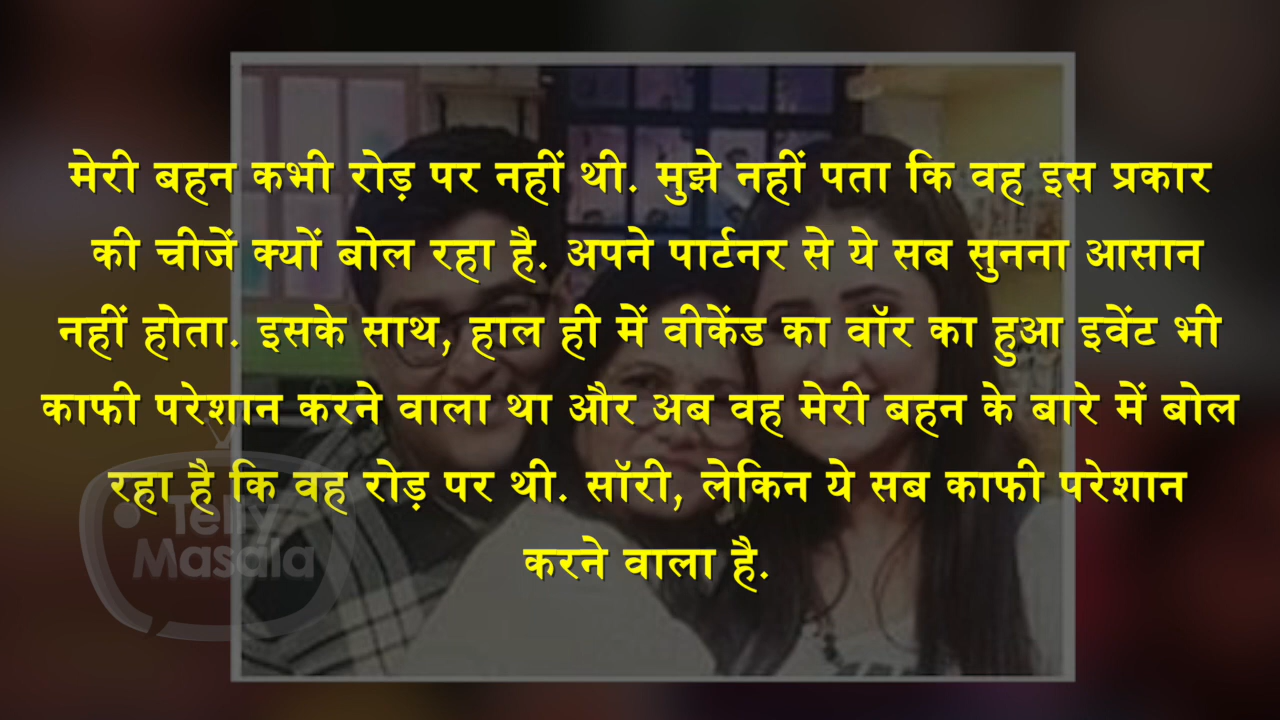 मेरी बहन कभी रोड़ पर नहीं थी. मुझे नहीं पता कि वह इस प्रकार
की चीजें क्यों बोल रहा है. अपने पार्टनर से ये सब सुनना आसान
नहीं होता. इसके साथ, हाल ही में वीकेंड का वॉर का हुआ इवेंट भी
काफी परेशान करने वाला था और अब वह मेरी बहन के बारे में बोल
रहा है कि वह रोड़ पर थी. सॉरी, लेकिन ये सब काफी परेशान
करने वाला है.
Telly
Masala